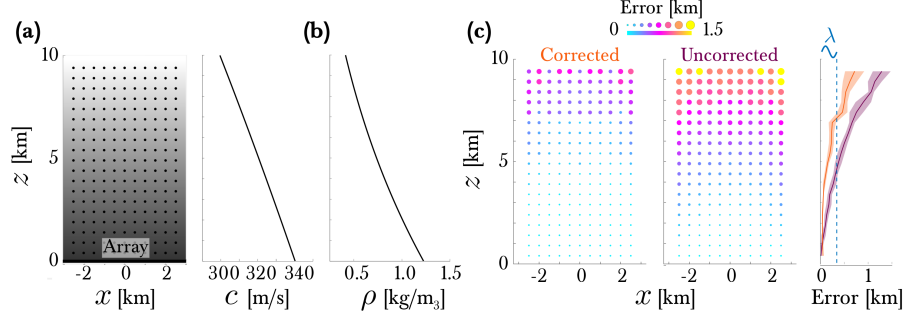 (a)
(b)
(c)
Error [km]
0
1.5
λ
Corrected
Uncorrected
10
5
0
z [km]
Array
-2
0
2
x [km]
300
320
340
c [m/s]
0.5
1.0
1.5
ρ [kg/m3]
10
5
0
z [km]
-2
0
2
-2
0
2
x [km]
0
1
Error [km]